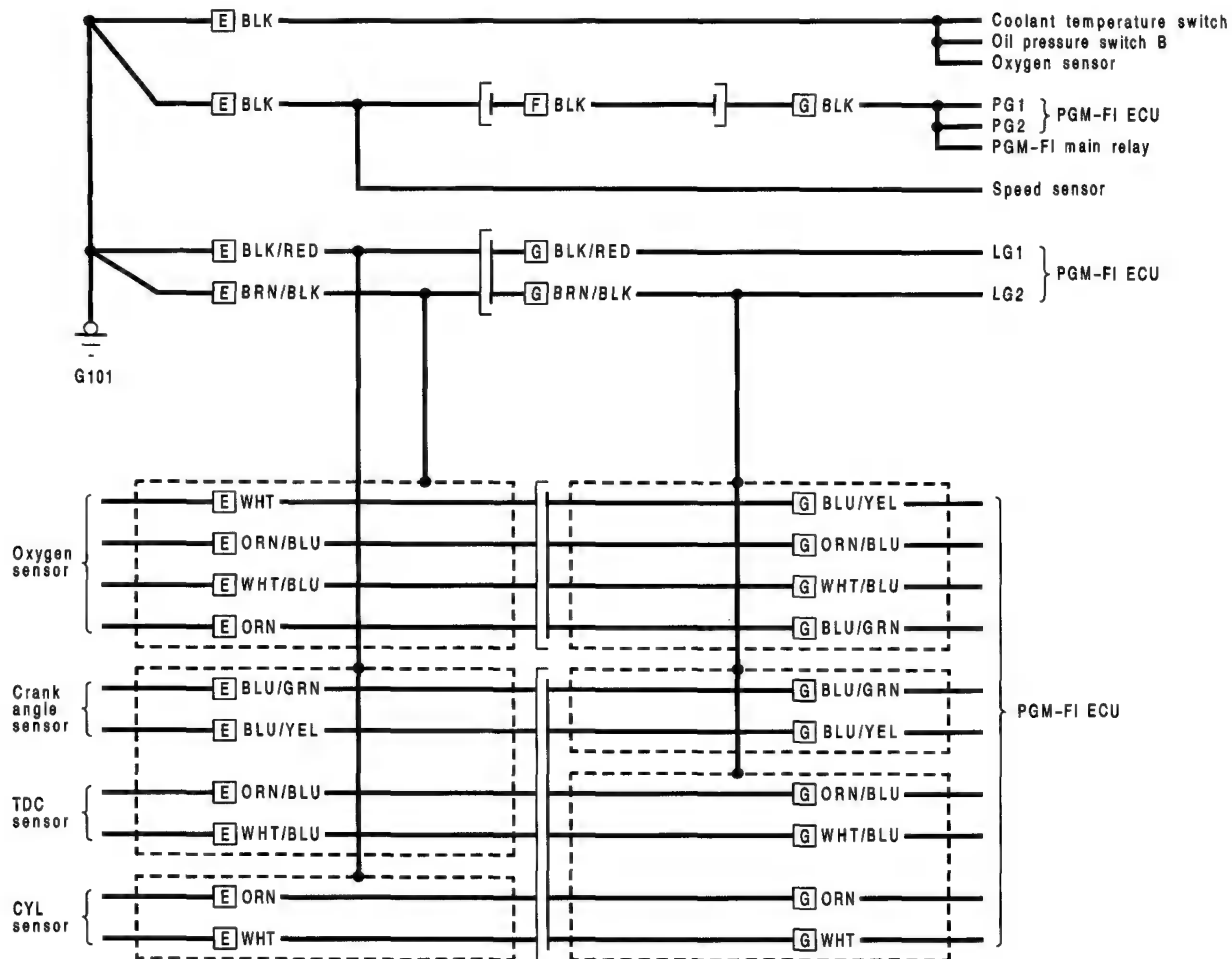 E BLK Coolant temperature switch
Oil pressure switch B
Oxygen sensor
E BLK F BLK G BLK PG1
PG2
PGM-FI ECU
PGM-FI main relay
Speed sensor
E BLK/RED G BLK/RED LG1
E BRN/BLK G BRN/BLK LG2
PGM-FI ECU
G101
Oxygen
sensor
E WHT G BLU/YEL
E ORN/BLU G ORN/BLU
E WHT/BLU G WHT/BLU
E ORN G BLU/GRN
Crank
angle
sensor
E BLU/GRN G BLU/GRN
E BLU/YEL G BLU/YEL
PGM-FI ECU
TDC
sensor
E ORN/BLU G ORN/BLU
E WHT/BLU G WHT/BLU
CYL
sensor
E ORN G ORN
E WHT G WHT